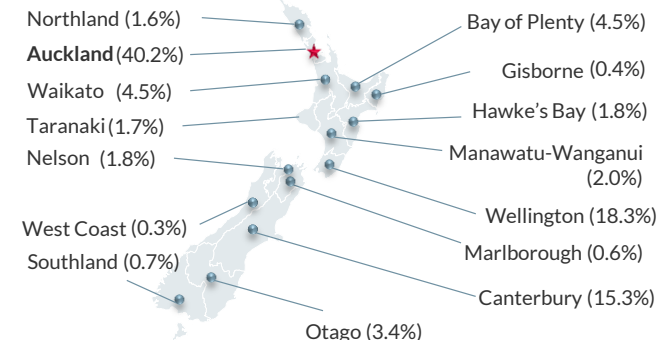 Northland (1.6%)
Auckland (40.2%)
Waikato (4.5%)
Taranaki (1.7%)
Nelson (1.8%)
West Coast (0.3%)
Southland (0.7%)
Bay of Plenty (4.5%)
Gisborne (0.4%)
Hawke's Bay (1.8%)
Manawatu-Wanganui
(2.0%)
Wellington (18.3%)
Marlborough (0.6%)
Canterbury (15.3%)
Otago (3.4%)